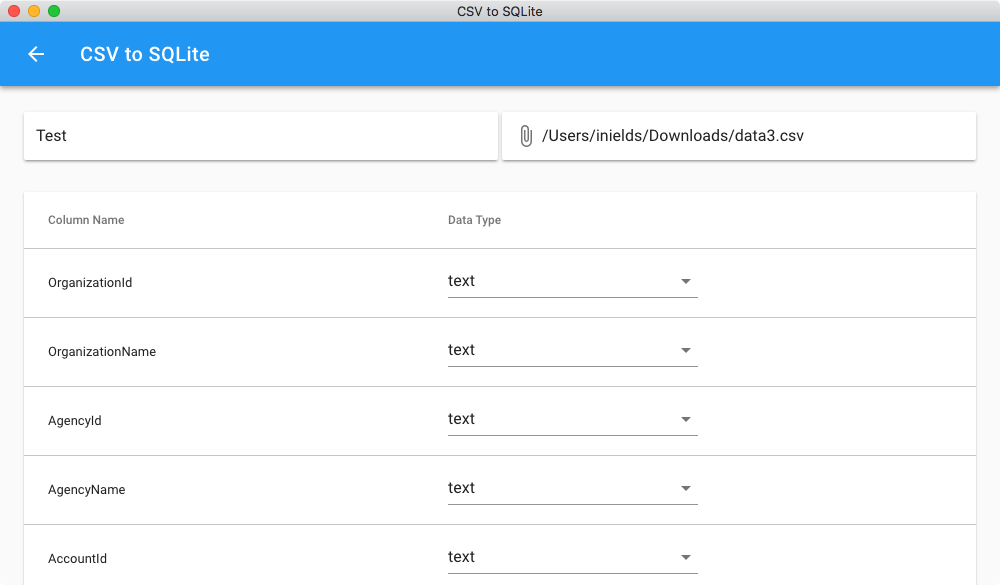 CSV to SQLite
CSV to SQLite
Test /Users/inields/Downloads/data3.csv
Column Name Data Type
OrganizationId text
OrganizationName text
AgencyId text
AgencyName text
AccountId text